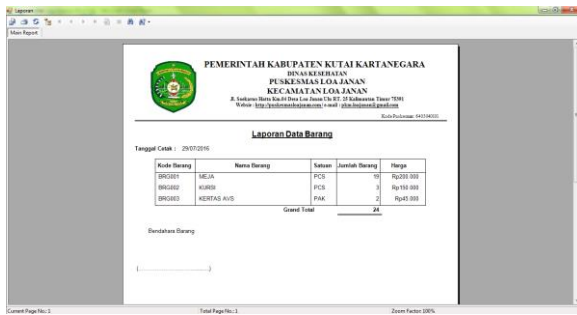 Laporan
Main Report
PEMERINTAH KABUPATEN KUTAI KARTANEGARA
DINAS KESEHATAN
PUSKESMAS LOA JANAN
KECAMATAN LOA JANAN
Laporan Data Barang
Tanggal Cetak : 29/07/2016
Kode Barang Nama Barang Satuan Jumlah Barang Harga
BRG001 MEJA PCS 19 Rp200.000
BRG002 KURSI PCS 3 Rp150.000
BRG003 KERTAS AVS PAK 2 Rp45.000
Grand Total 24
Bendahara Barang
(..............................)
Current Page No.: 1 Total Page No.: 1 Zoom Factor: 100%